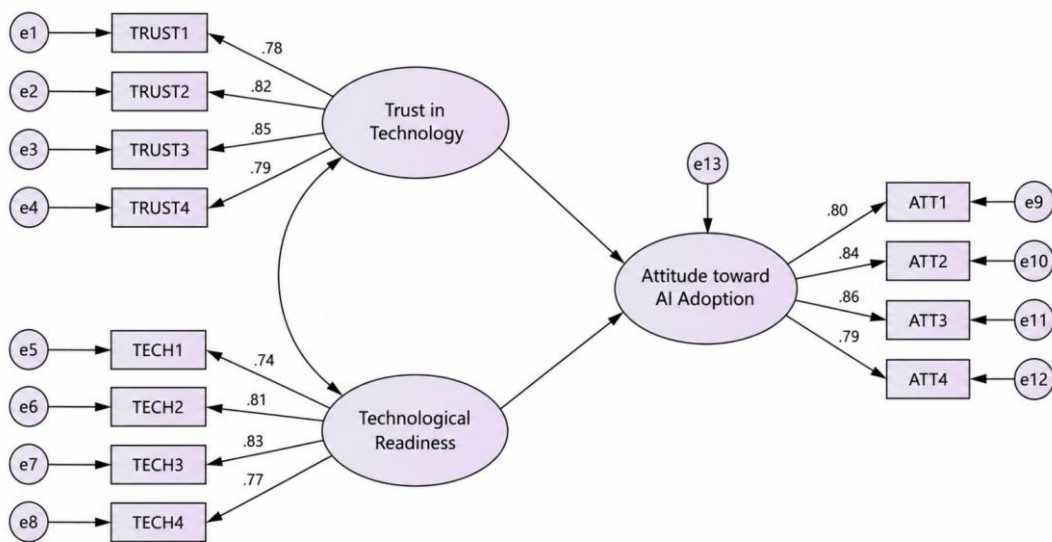 e1
TRUST1
.78
e2
TRUST2
.82
e3
TRUST3
.85
e4
TRUST4
.79
Trust in
Technology
e5
TECH1
.74
e6
TECH2
.81
e7
TECH3
.83
e8
TECH4
.77
Technological
Readiness
e13
Attitude toward
AI Adoption
.80
ATT1
e9
.84
ATT2
e10
.86
ATT3
e11
.79
ATT4
e12